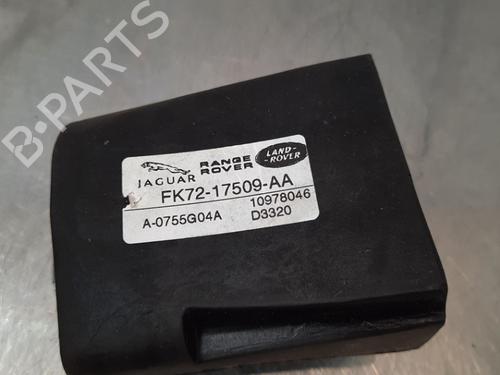 B-PARTS
JAGUAR
RANGE
ROVER
LAND-
-ROVER
FK72-17509-AA
A-0755G04A
10978046
D3320